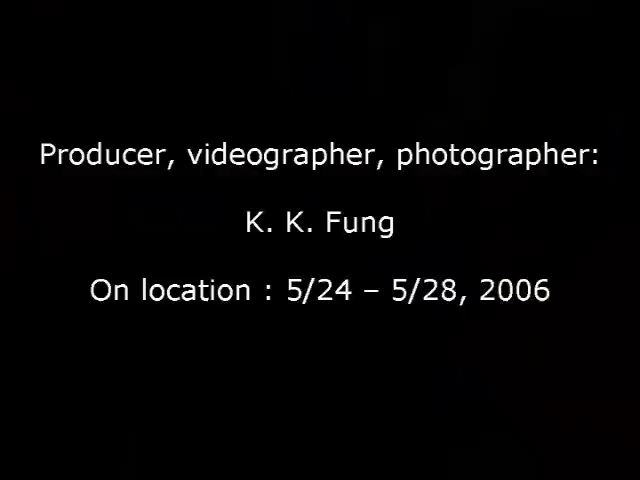 Producer, videographer, photographer:
K. K. Fung
On location : 5/24 – 5/28, 2006